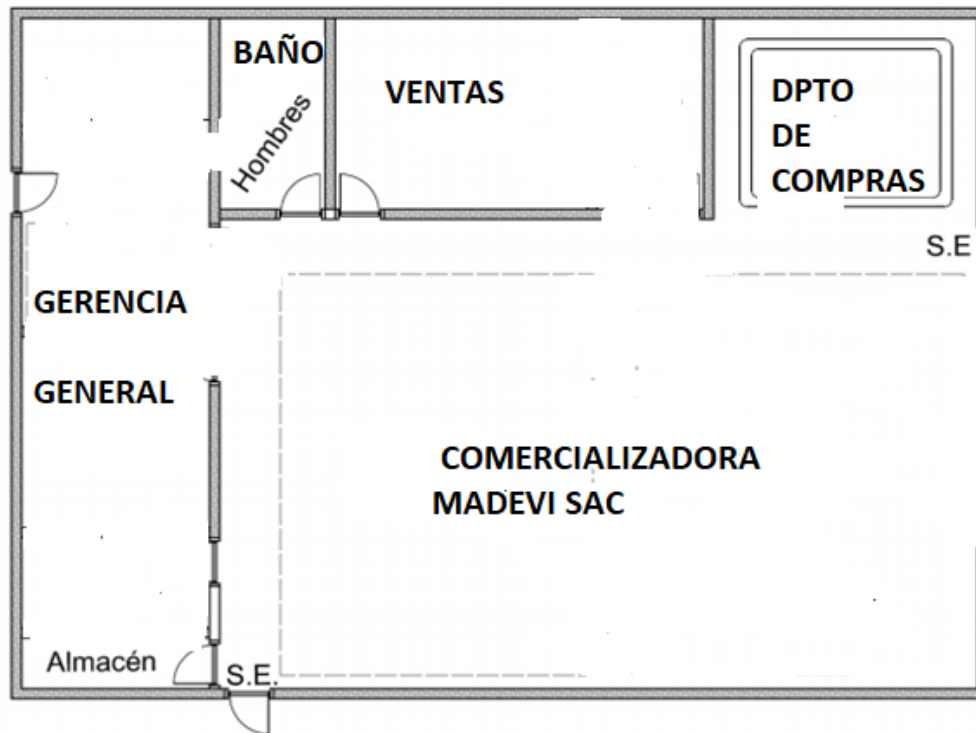 BAÑO
Hombres
VENTAS
DPTO
DE
COMPRAS
S.E
GERENCIA
GENERAL
COMERCIALIZADORA
MADEVI SAC
Almacén
S.E.